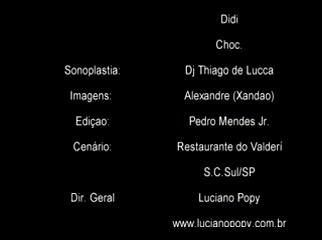 Didi
Choc.
Sonoplastia: Dj Thiago de Lucca
Imagens: Alexandre (Xandao)
Ediçao: Pedro Mendes Jr.
Cenário: Restaurante do Valderí
S.C.Sul/SP
Dir. Geral Luciano Popy
www.lucianopopy.com.br